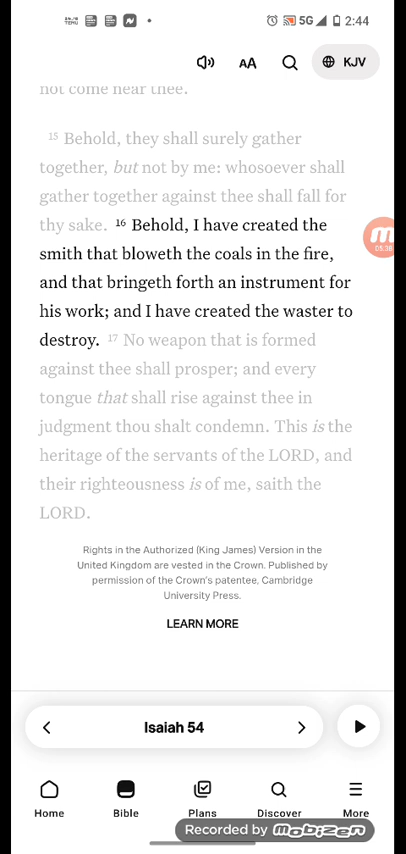 5G 2:44
AA KJV
not come near thee.
15 Behold, they shall surely gather
together, but not by me: whosoever shall
gather together against thee shall fall for
thy sake. 16 Behold, I have created the
smith that bloweth the coals in the fire,
and that bringeth forth an instrument for
his work; and I have created the waster to
destroy. 17 No weapon that is formed
against thee shall prosper; and every
tongue that shall rise against thee in
judgment thou shalt condemn. This is the
heritage of the servants of the LORD, and
their righteousness is of me, saith the
LORD.
Rights in the Authorized (King James) Version in the
United Kingdom are vested in the Crown. Published by
permission of the Crown's patentee, Cambridge
University Press.
LEARN MORE
Isaiah 54
Home Bible Plans Discover More
Recorded by mobizen